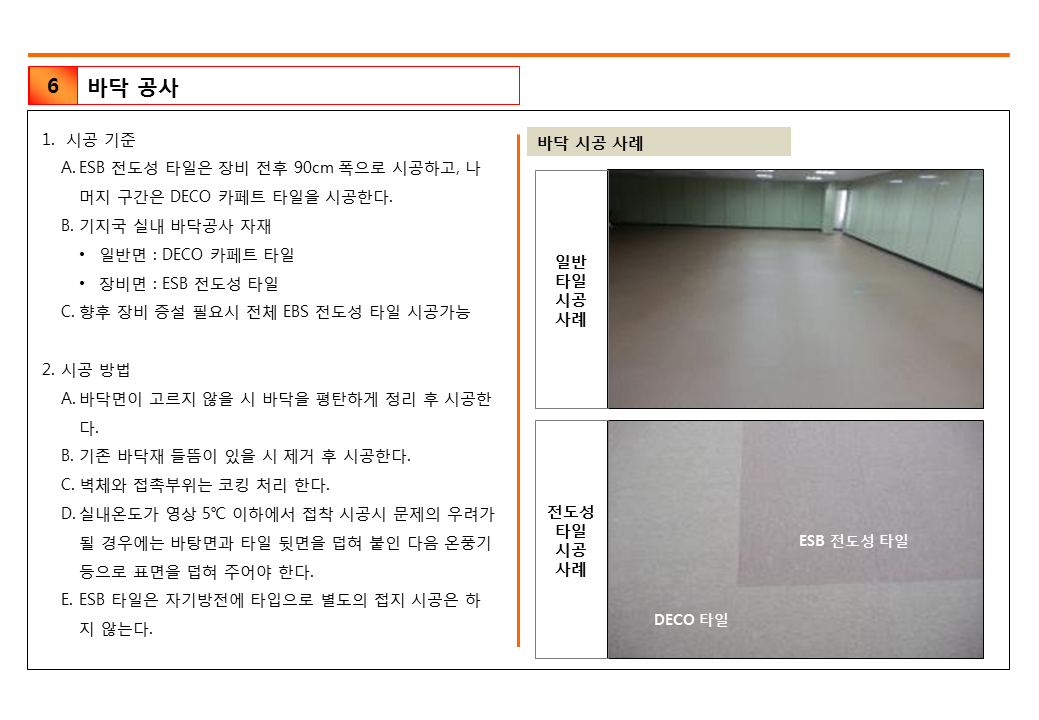 6
바닥 공사
1. 시공 기준
A. ESB 전도성 타일은 장비 전후 90cm 폭으로 시공하고, 나
머지 구간은 DECO 카페트 타일을 시공한다.
B. 기지국 실내 바닥공사 자재
• 일반면 : DECO 카페트 타일
• 장비면 : ESB 전도성 타일
C. 향후 장비 증설 필요시 전체 EBS 전도성 타일 시공가능
2. 시공 방법
A. 바닥면이 고르지 않을 시 바닥을 평탄하게 정리 후 시공한
다.
B. 기존 바닥재 들뜸이 있을 시 제거 후 시공한다.
C. 벽체와 접촉부위는 코킹 처리 한다.
D. 실내온도가 영상 5℃ 이하에서 접착 시공시 문제의 우려가
될 경우에는 바탕면과 타일 뒷면을 덥혀 붙인 다음 온풍기
등으로 표면을 덥혀 주어야 한다.
E. ESB 타일은 자기방전에 타입으로 별도의 접지 시공은 하
지 않는다.
바닥 시공 사례
일반
타일
시공
사례
전도성
타일
시공
사례
ESB 전도성 타일
DECO 타일